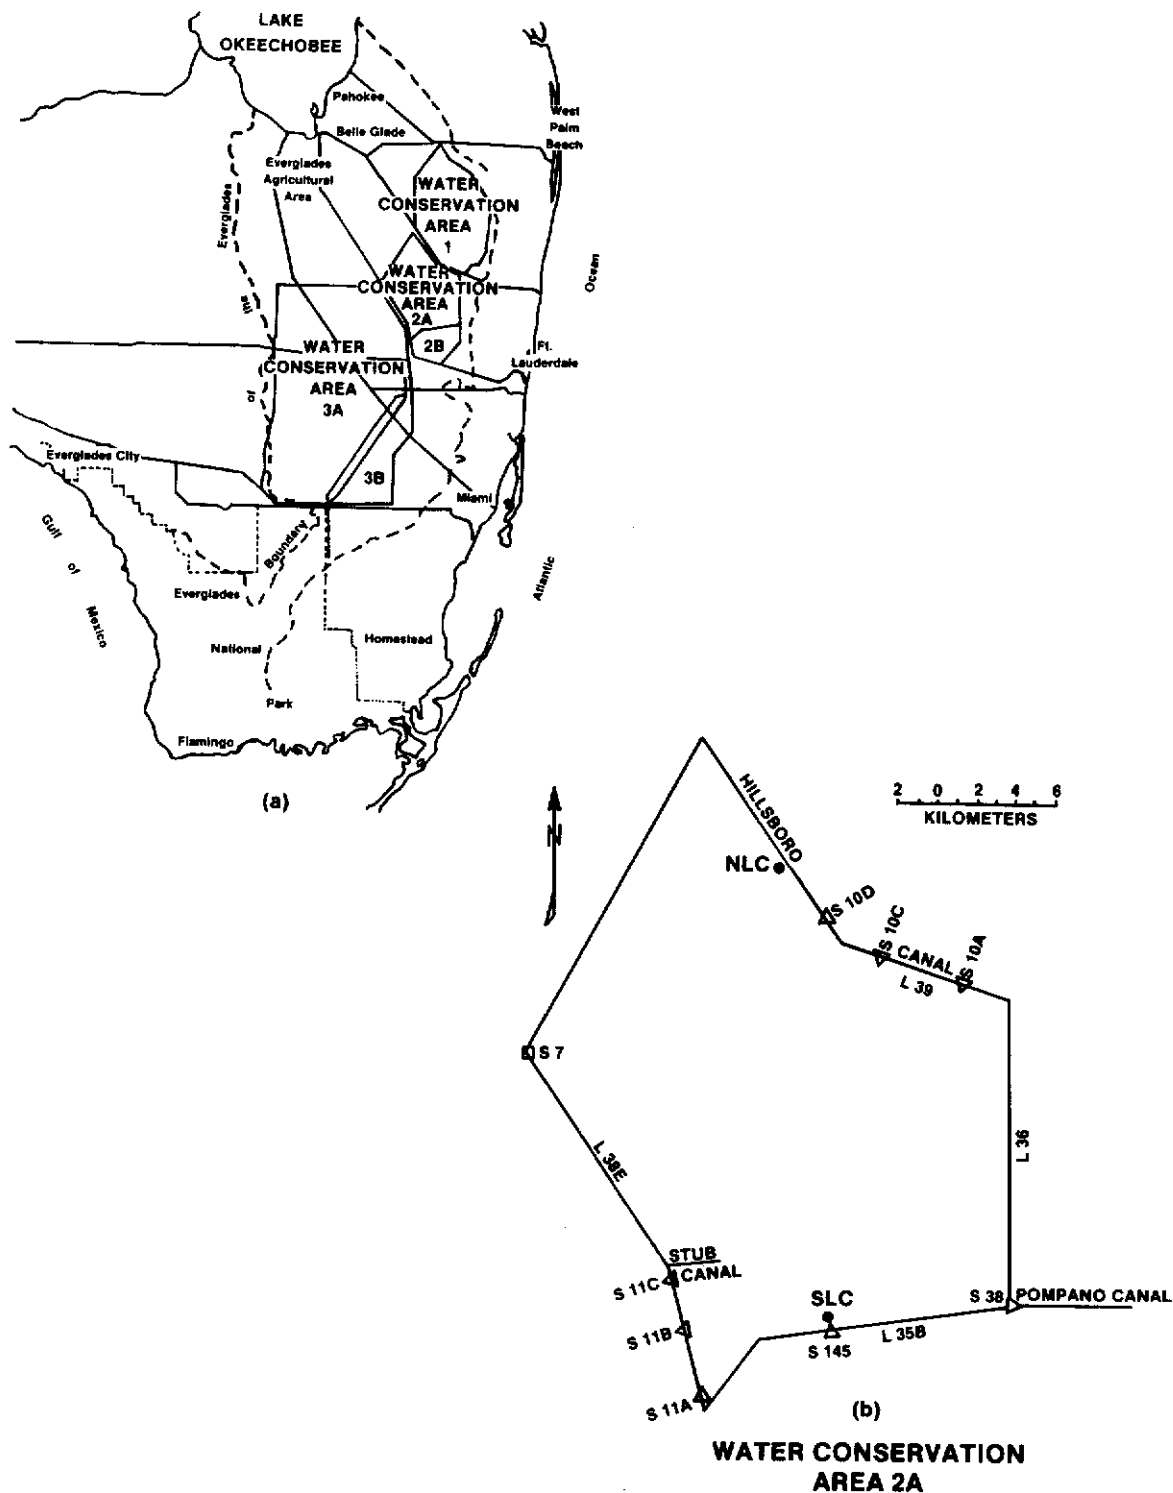 LAKE
OKEECHOBEE
Pahokee
West
Palm
Beach
Belle Glade
Everglades
Agricultural
Area
WATER
CONSERVATION
AREA
1
Everglades
Ocean
WATER
CONSERVATION
AREA
2A
2B
Ft.
Lauderdale
WATER
CONSERVATION
AREA
3A
of
3B
Everglades City
Miami
Gulf
of
Mexico
Boundary
Atlantic
Everglades
National
Park
Homestead
Flamingo
(a)
N
2 0 2 4 6
KILOMETERS
HILLSBORO
NLC
S 10D
S 10C
CANAL
S 10A
L 39
S 7
L 36
L 38E
STUB
CANAL
S 11C
S 11B
S 11A
SLC
S 145
L 35B
S 38
POMPANO CANAL
(b)
WATER CONSERVATION
AREA 2A